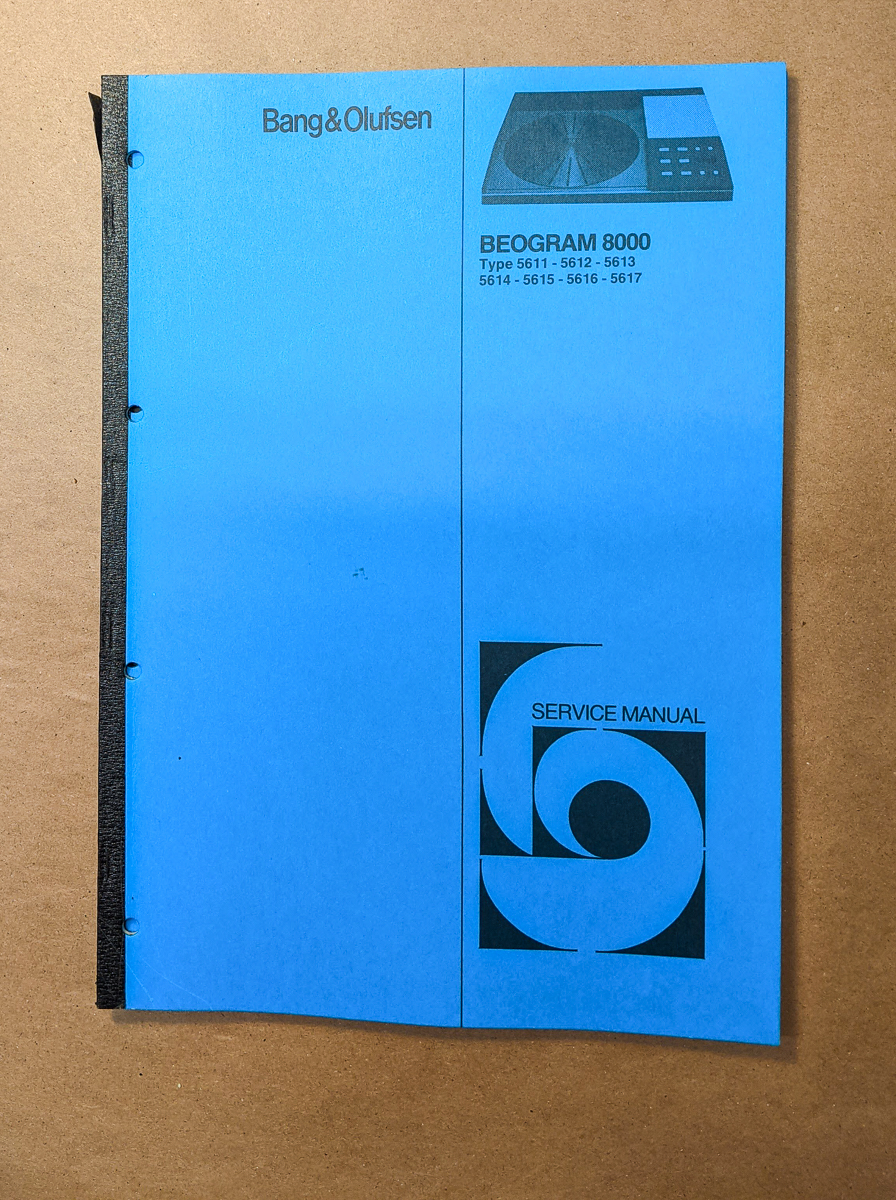 Bang&Olufsen
BEOGRAM 8000
Type 5611 - 5612 - 5613
5614 - 5615 - 5616 - 5617
SERVICE MANUAL